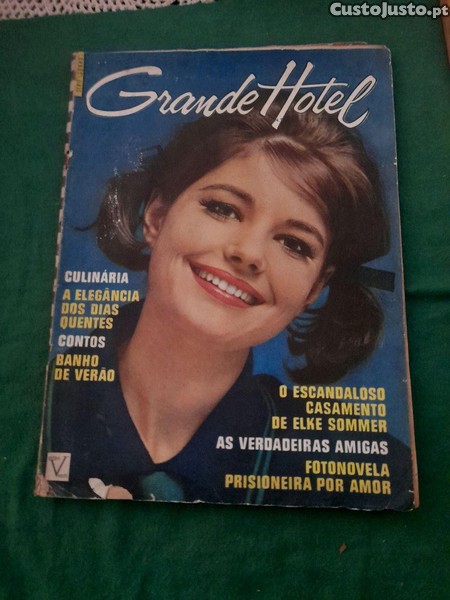 CustoJusto.pt
Grande Hotel
CULINÁRIA
A ELEGÂNCIA
DOS DIAS
QUENTES
CONTOS
BANHO
DE VERÃO
O ESCANDALOSO
CASAMENTO
DE ELKE SOMMER
AS VERDADEIRAS AMIGAS
FOTONOVELA
PRISIONEIRA POR AMOR
V